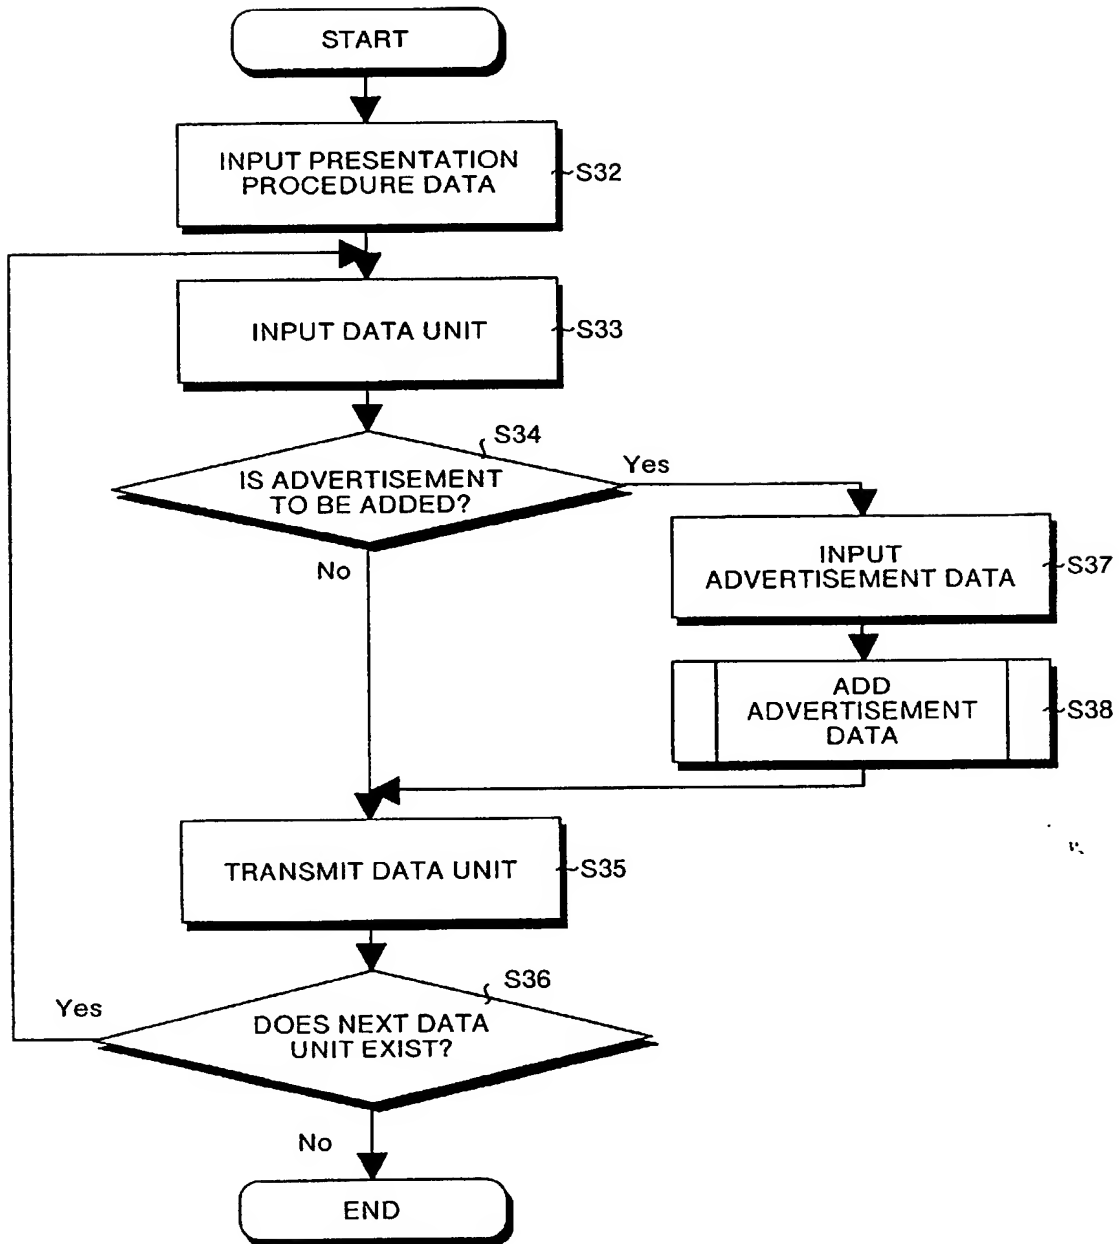 START
INPUT PRESENTATION
PROCEDURE DATA
S32
INPUT DATA UNIT
S33
S34
IS ADVERTISEMENT
TO BE ADDED?
Yes
No
INPUT
ADVERTISEMENT DATA
S37
ADD
ADVERTISEMENT
DATA
S38
TRANSMIT DATA UNIT
S35
S36
Yes
DOES NEXT DATA
UNIT EXIST?
No
END